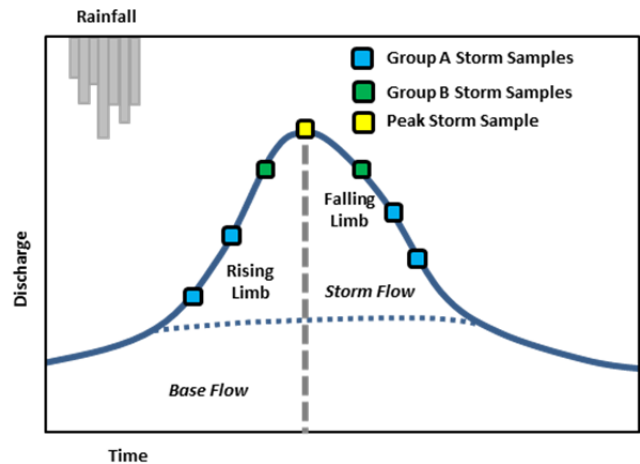 Rainfall
Group A Storm Samples
Group B Storm Samples
Peak Storm Sample
Falling
Limb
Rising
Limb
Storm Flow
Discharge
Base Flow
Time